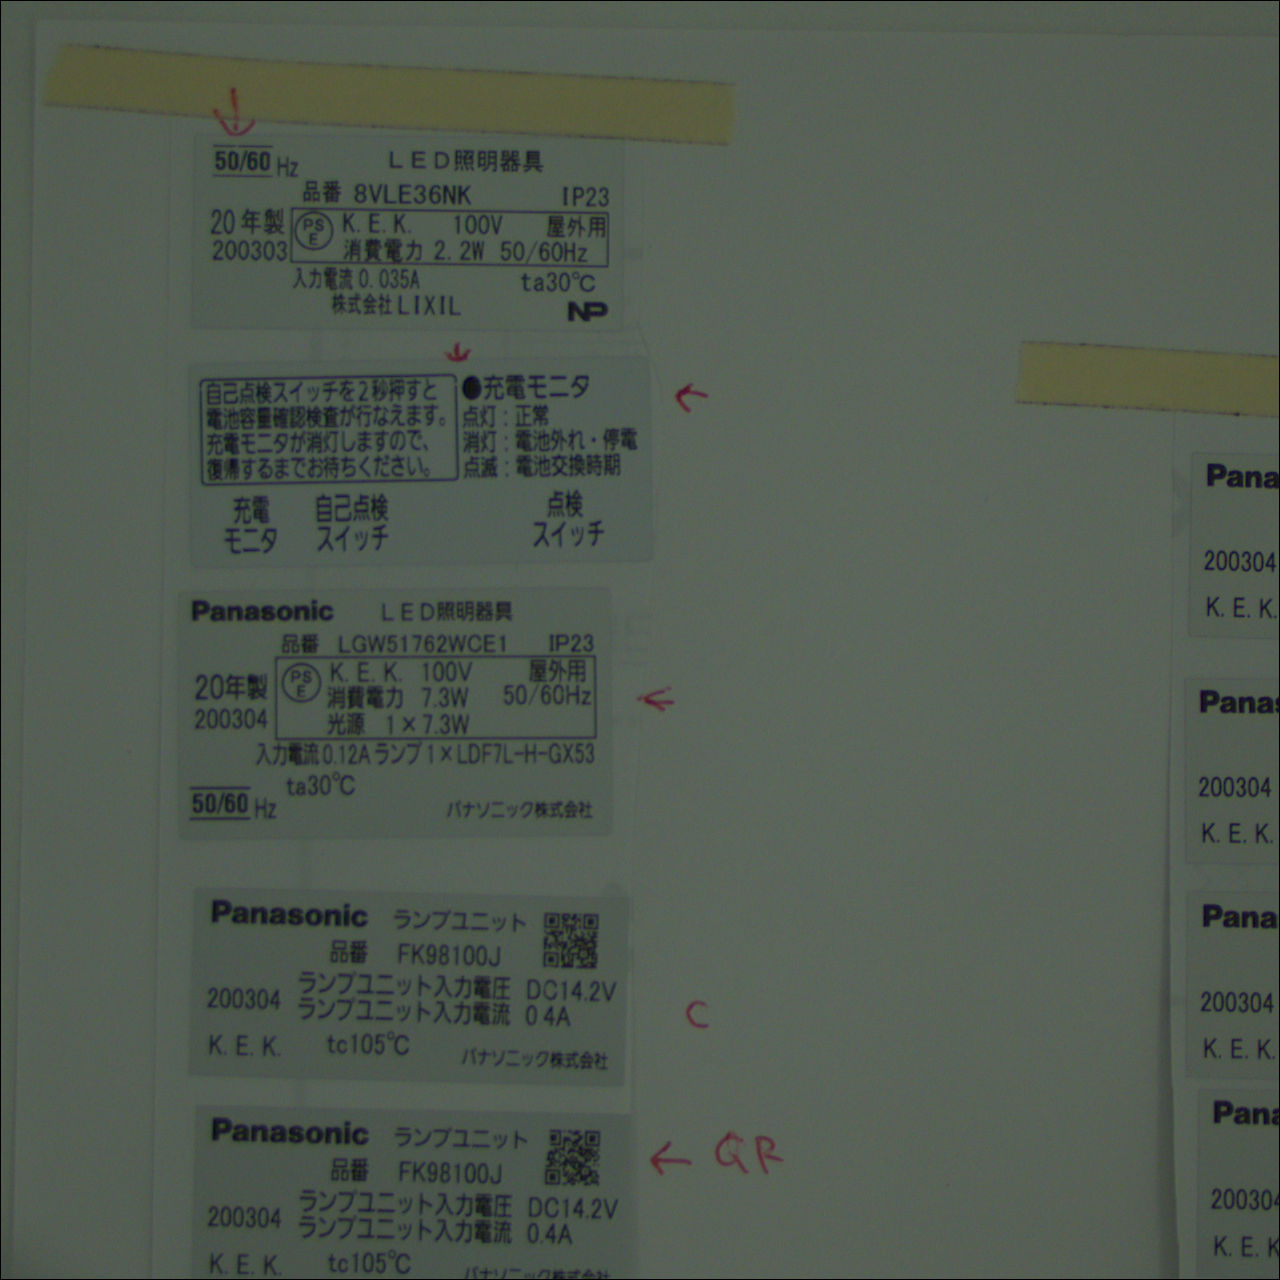 50/60 Hz LED照明器具
品番 8VLE36NK IP23
20年製 PS E K.E.K. 100V 屋外用
200303 消費電力 2.2W 50/60Hz
入力電流0.035A ta30℃
株式会社LIXIL NP
自己点検スイッチを2秒押すと
電池容量確認検査が行なえます。
充電モニタが消灯しますので、
復帰するまでお待ちください。
●充電モニタ
点灯：正常
消灯：電池外れ・停電
点滅：電池交換時期
充電モニタ
自己点検スイッチ
点検スイッチ
Panasonic LED照明器具
品番 LGW51762WCE1 IP23
20年製 PS E K.E.K. 100V 屋外用
消費電力 7.3W 50/60Hz
200304 光源 1×7.3W
入力電流0.12A ランプ1×LDF7L-H-GX53
ta30℃
50/60 Hz パナソニック株式会社
Panasonic ランプユニット
品番 FK98100J
ランプユニット入力電圧 DC14.2V
200304 ランプユニット入力電流 0 4A
K.E.K. tc105℃ パナソニック株式会社
C
Panasonic ランプユニット
品番 FK98100J
ランプユニット入力電圧 DC14.2V
200304 ランプユニット入力電流 0.4A
K.E.K. tc105℃ パナソニック株式会社
← QR
Pana
200304
K.E.K.
Panas
200304
K.E.K.
Pana
200304
K.E.K.
Pana
200304
K.E.K